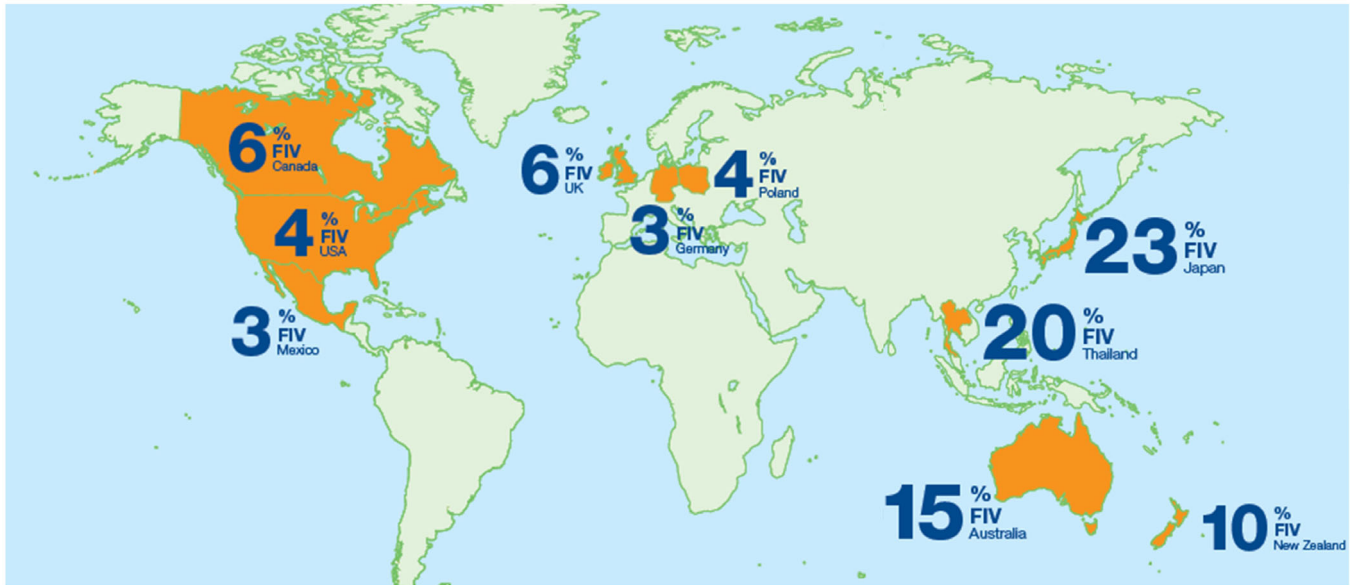 6 %
FIV
Canada
4 %
FIV
USA
3 %
FIV
Mexico
6 %
FIV
UK
4 %
FIV
Poland
3 %
FIV
Germany
23 %
FIV
Japan
20 %
FIV
Thailand
15 %
FIV
Australia
10 %
FIV
New Zealand